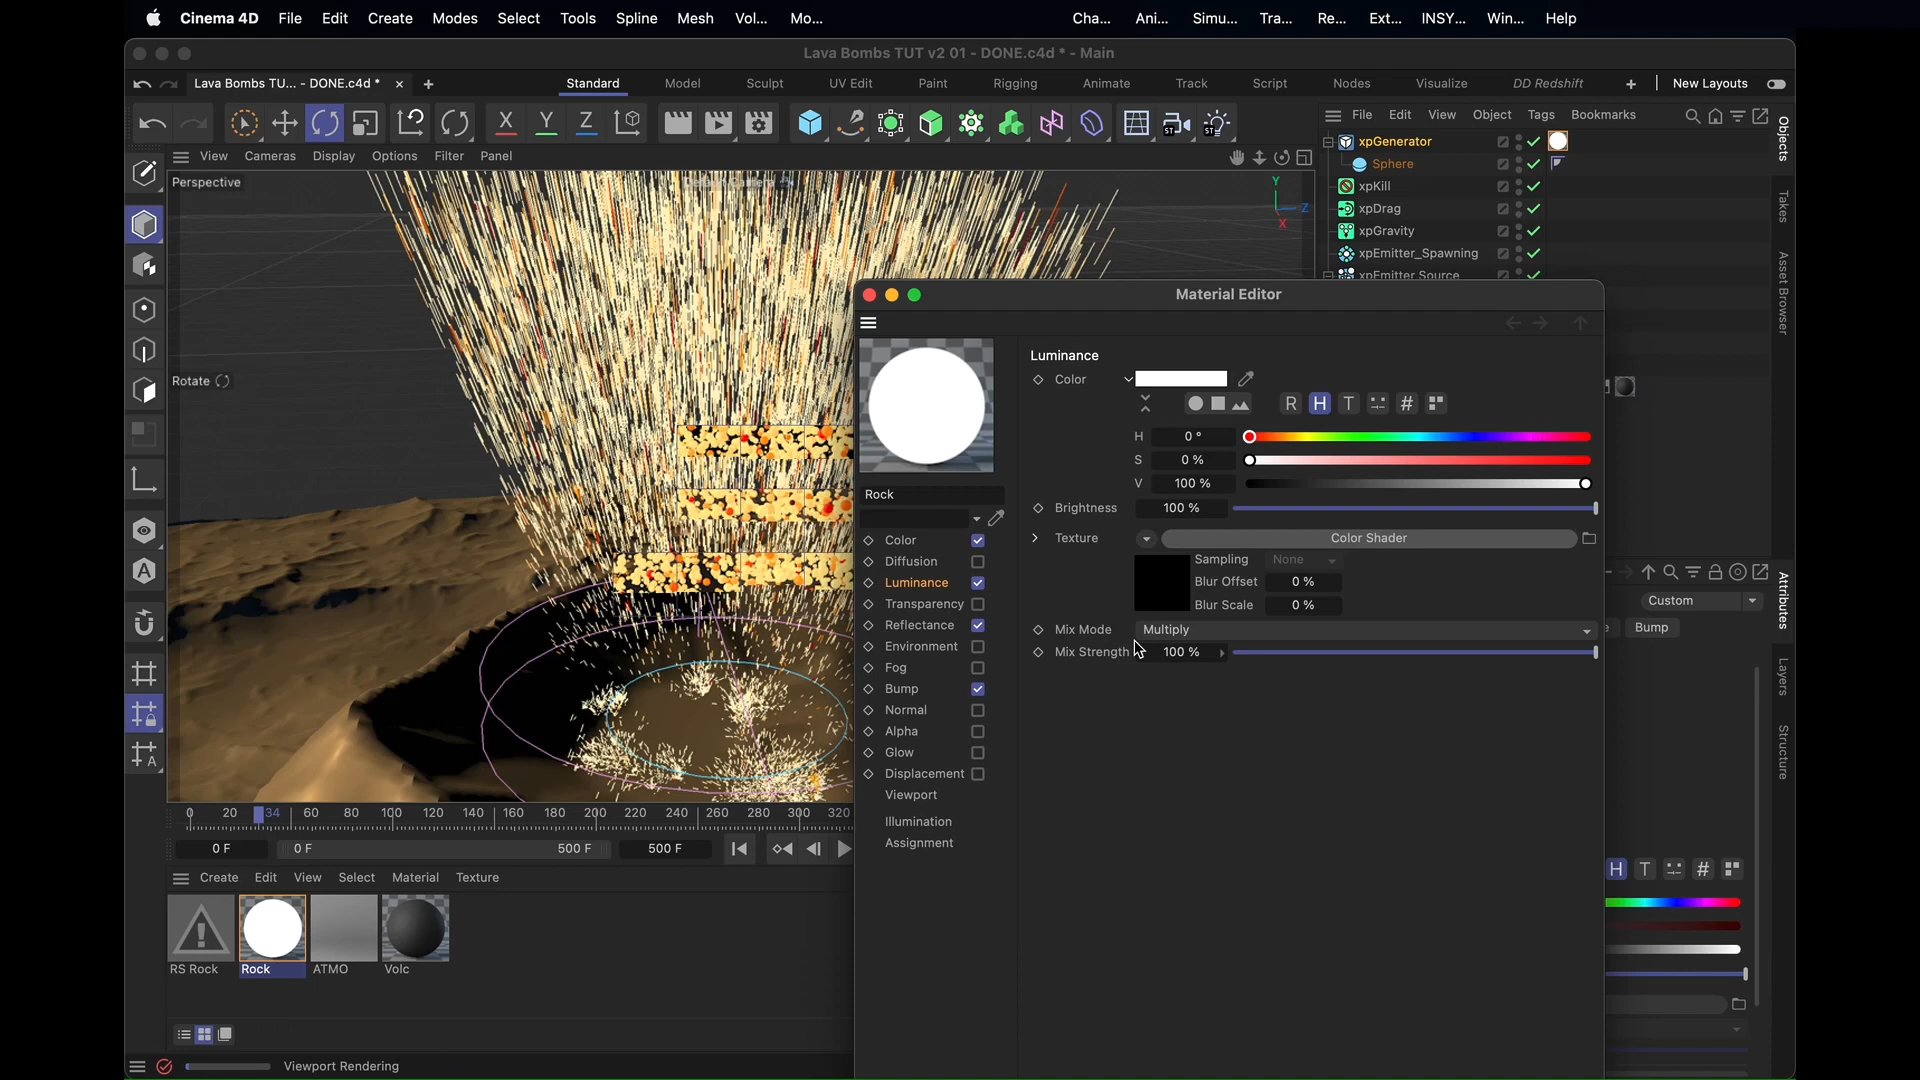 Cinema 4D File Edit Create Modes Select Tools Spline Mesh Vol... Mo... Cha... Ani... Simu... Tra... Re... Ext... INSY... Win... Help
Lava Bombs TUT v2 01 - DONE.c4d * - Main
Lava Bombs TU... - DONE.c4d * Standard Model Sculpt UV Edit Paint Rigging Animate Track Script Nodes Visualize DD Redshift New Layouts
X Y Z ST ST
File Edit View Object Tags Bookmarks
xpGenerator
Sphere
xpKill
xpDrag
xpGravity
xpEmitter_Spawning
xpEmitter Source
Objects
Takes
Asset Browser
Attributes
Layers
Structure
View Cameras Display Options Filter Panel
Perspective
Y
Z
X
Rotate
Material Editor
Luminance
Color
R H T #
H 0 °
S 0 %
V 100 %
Brightness 100 %
Texture Color Shader
Sampling None
Blur Offset 0 %
Blur Scale 0 %
Mix Mode Multiply
Mix Strength 100 %
Rock
Color
Diffusion
Luminance
Transparency
Reflectance
Environment
Fog
Bump
Normal
Alpha
Glow
Displacement
Viewport
Illumination
Assignment
Custom
Bump
H T #
0 20 34 60 80 100 120 140 160 180 200 220 240 260 280 300 320
0 F 0 F 500 F 500 F
Create Edit View Select Material Texture
RS Rock Rock ATMO Volc
Viewport Rendering